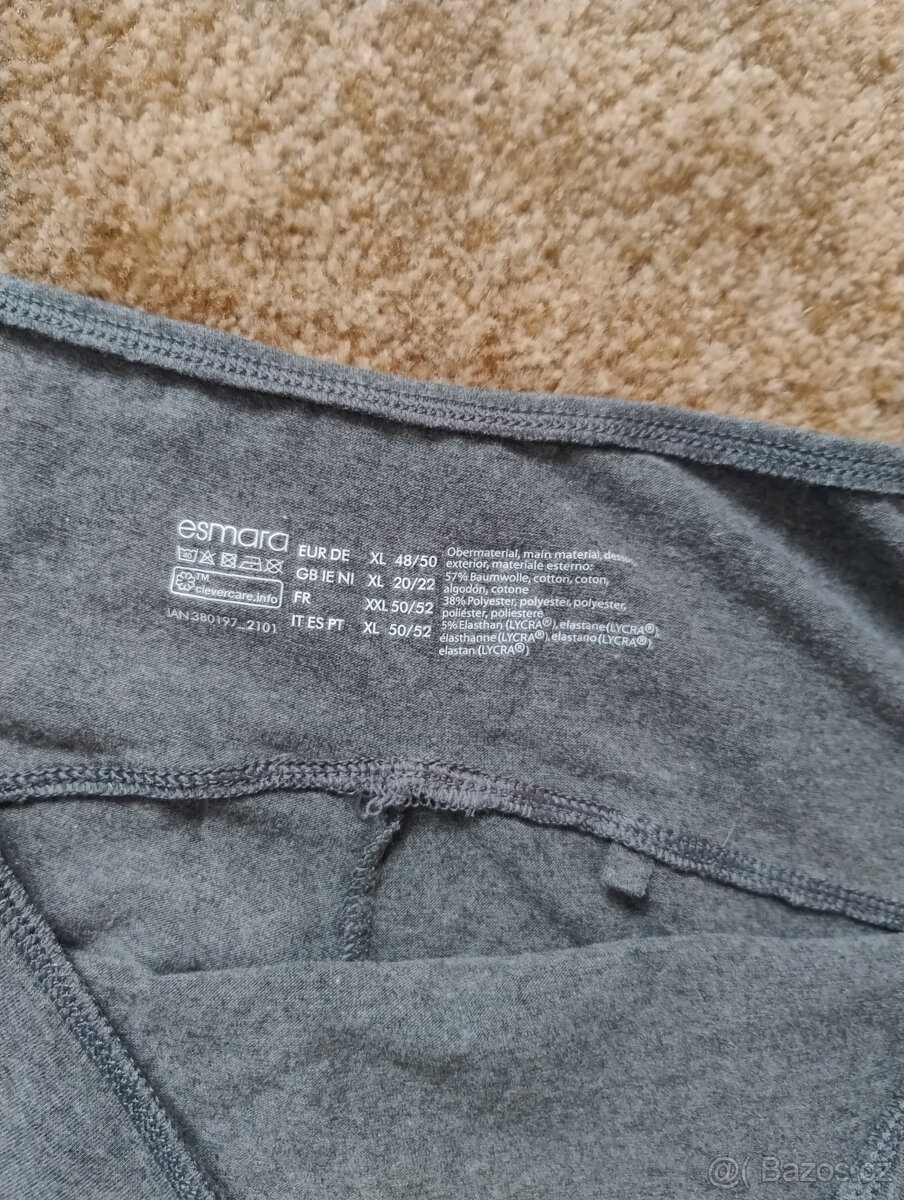 esmara
40
TM
clevercare.info
IAN 380197_2101
EUR DE XL 48/50
GB IE NI XL 20/22
FR XXL 50/52
IT ES PT XL 50/52
Obermaterial, main material,
exterior, materiale esterno:
57% Baumwolle, cotton, coton,
algodón, cotone
38% Polyester, polyester, polyester,
poliéster, poliestere
5% Elasthan (LYCRA®), elastane (LYCRA®),
élasthanne (LYCRA®), elastano (LYCRA®),
elastan (LYCRA®)
@( Bazos.cz